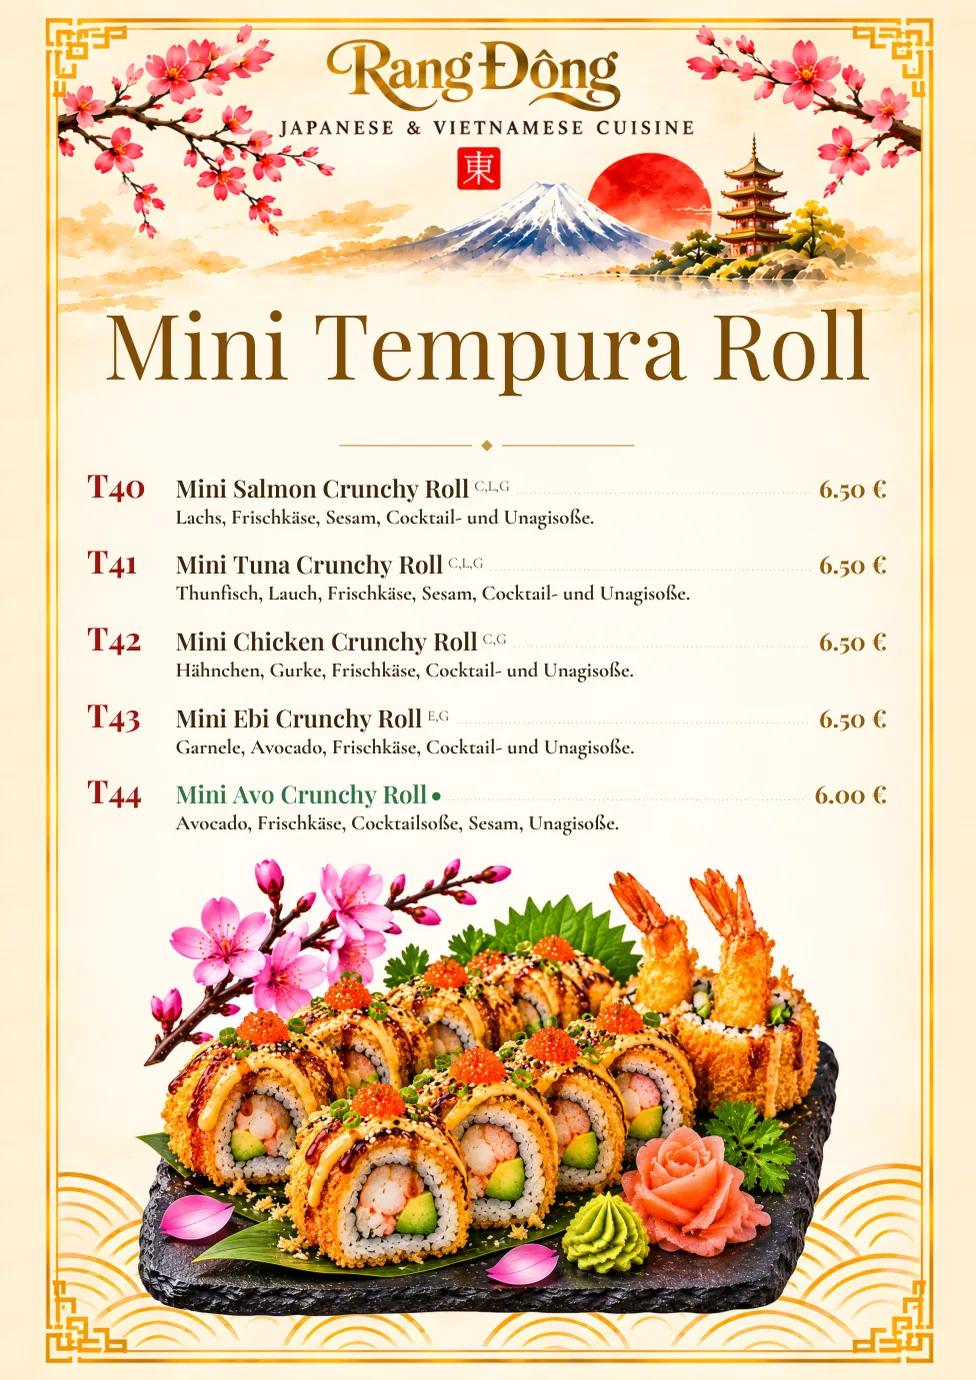 Rang Đông
JAPANESE & VIETNAMESE CUISINE
東
Mini Tempura Roll
T40 Mini Salmon Crunchy Roll C,L,G 6.50 €
Lachs, Frischkäse, Sesam, Cocktail- und Unagisoße.
T41 Mini Tuna Crunchy Roll C,L,G 6.50 €
Thunfisch, Lauch, Frischkäse, Sesam, Cocktail- und Unagisoße.
T42 Mini Chicken Crunchy Roll C,G 6.50 €
Hähnchen, Gurke, Frischkäse, Cocktail- und Unagisoße.
T43 Mini Ebi Crunchy Roll E,G 6.50 €
Garnele, Avocado, Frischkäse, Cocktail- und Unagisoße.
T44 Mini Avo Crunchy Roll • 6.00 €
Avocado, Frischkäse, Cocktailsoße, Sesam, Unagisoße.